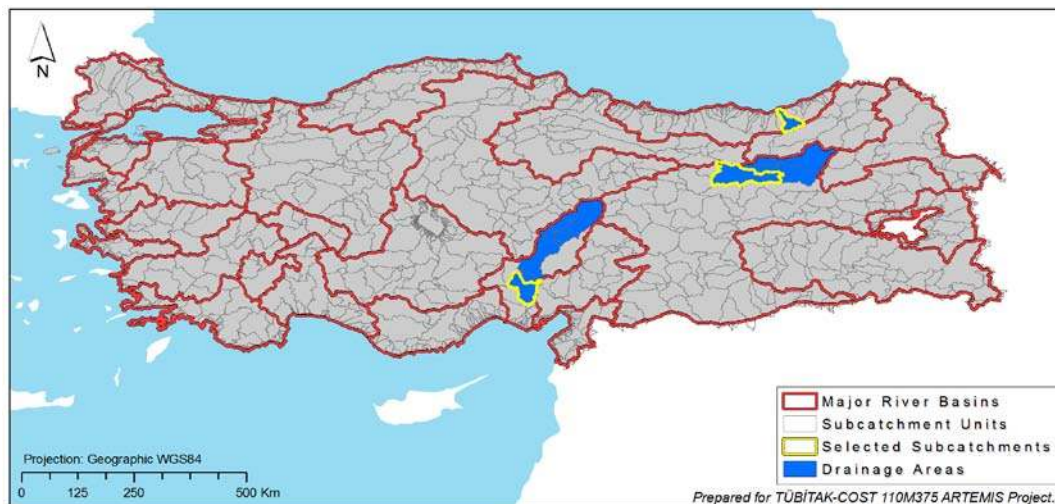 N
Major River Basins
Subcatchment Units
Selected Subcatchments
Drainage Areas
Projection: Geographic WGS84
0 125 250 500 Km
Prepared for TÜBİTAK-COST 110M375 ARTEMIS Project.